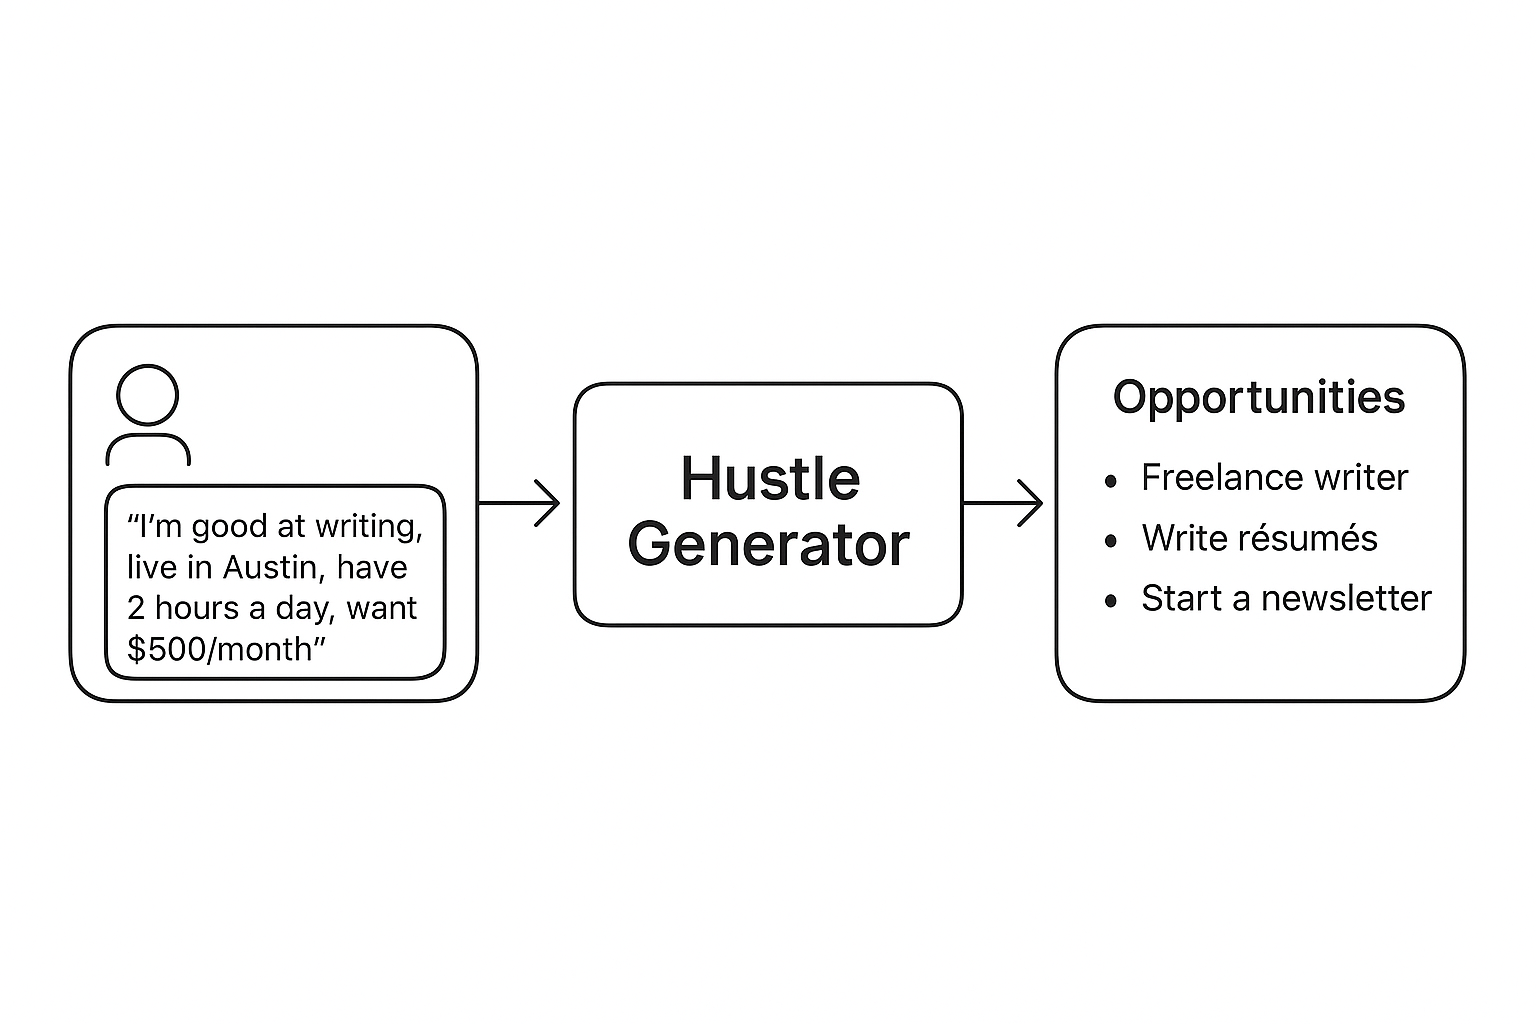 “I’m good at writing,
live in Austin, have
2 hours a day, want
$500/month”
Hustle
Generator
Opportunities
• Freelance writer
• Write résumés
• Start a newsletter